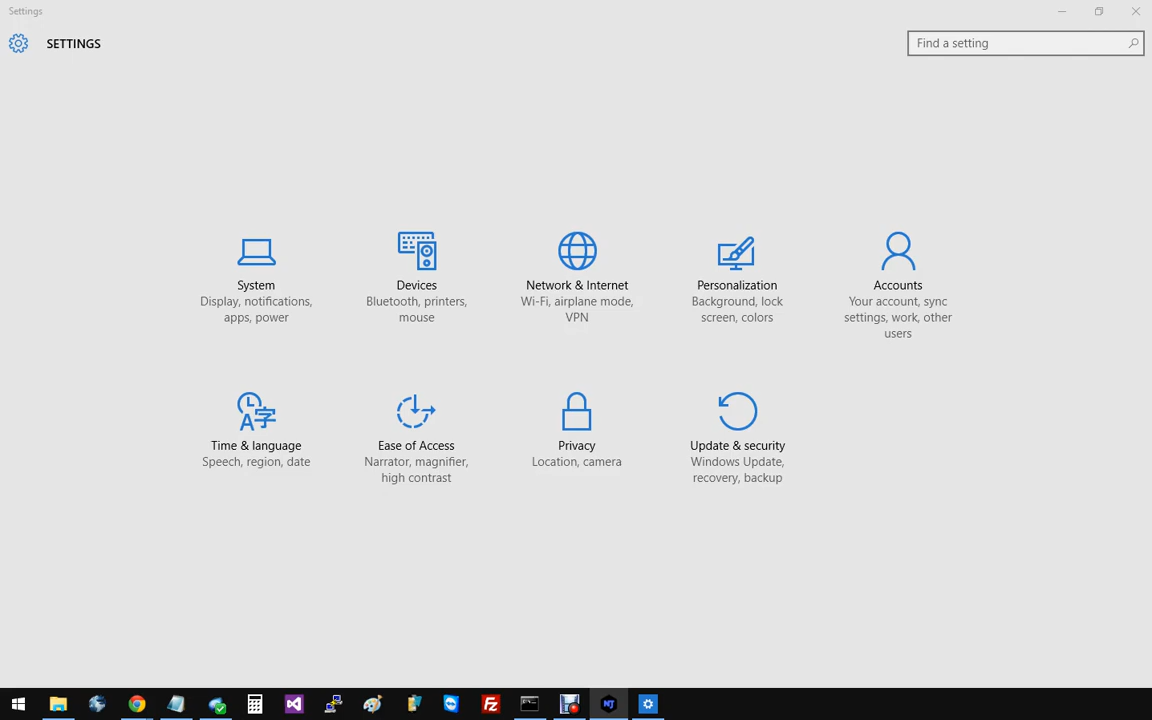 Settings
SETTINGS
Find a setting
System
Display, notifications,
apps, power
Devices
Bluetooth, printers,
mouse
Network & Internet
Wi-Fi, airplane mode,
VPN
Personalization
Background, lock
screen, colors
Accounts
Your account, sync
settings, work, other
users
Time & language
Speech, region, date
Ease of Access
Narrator, magnifier,
high contrast
Privacy
Location, camera
Update & security
Windows Update,
recovery, backup